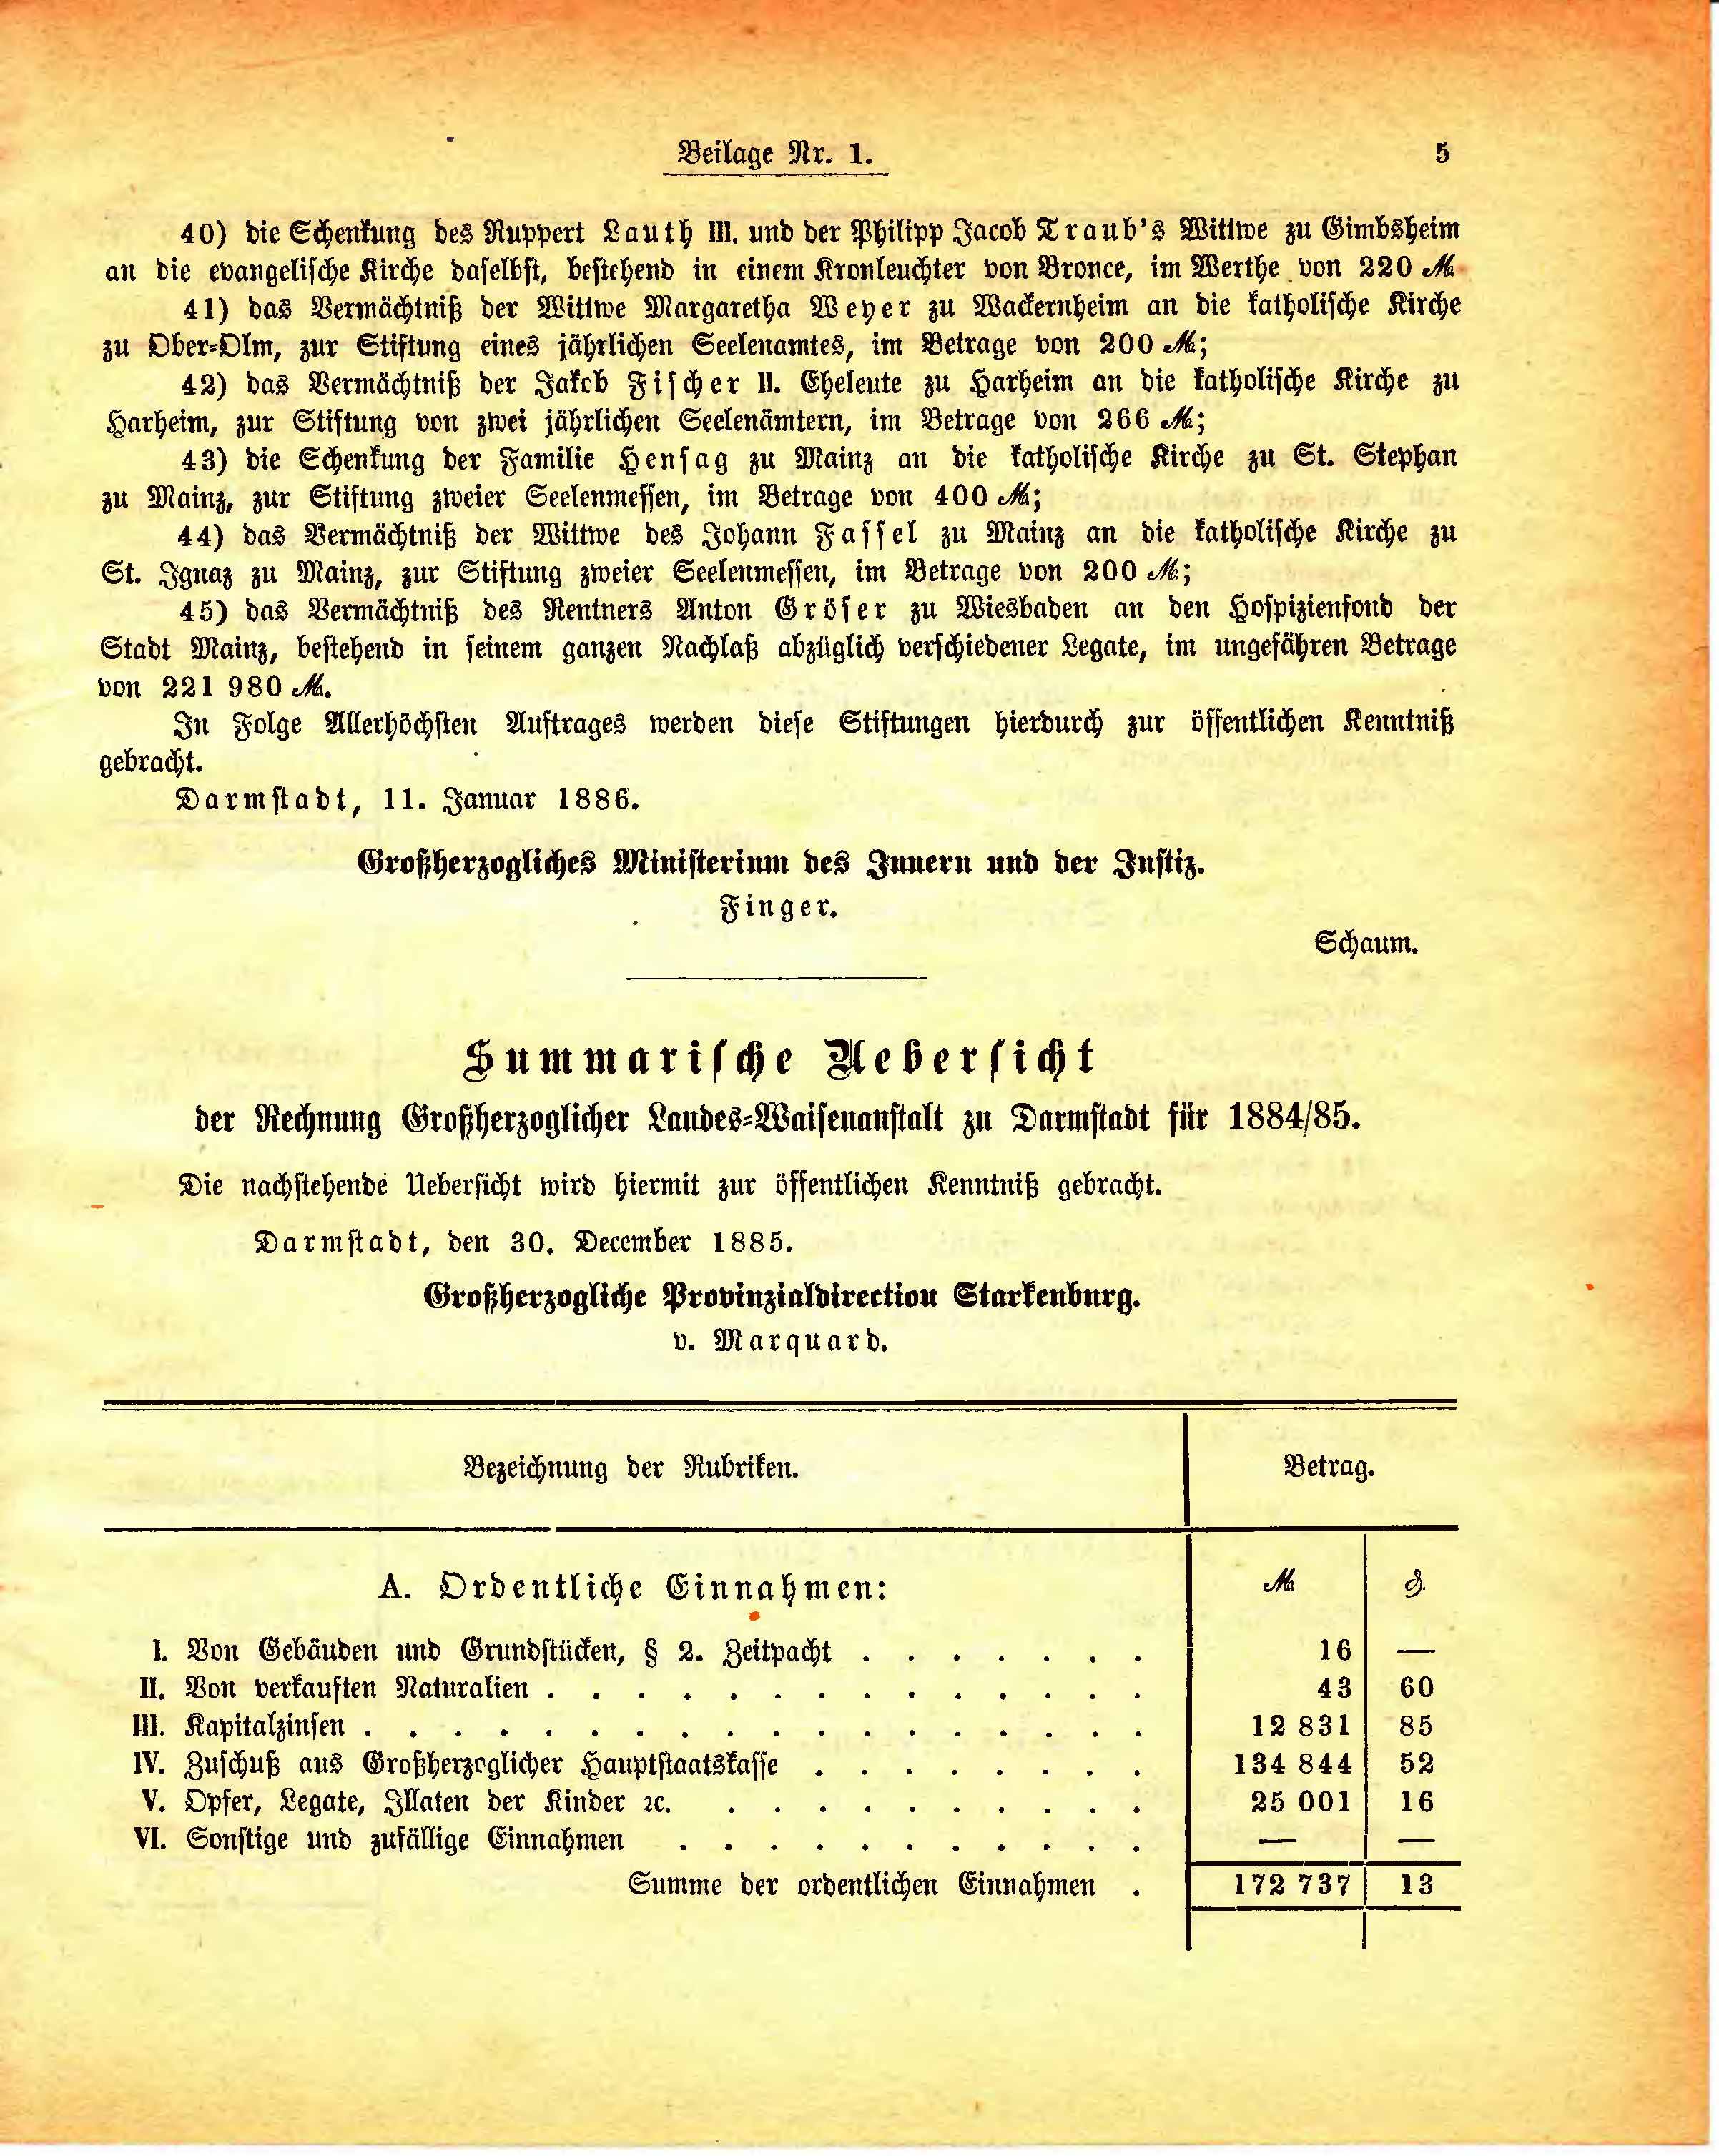 Beilage Nr. 1. 5
40) die Schenkung des Ruppert Lauth III. und der Philipp Jacob Traub's Wittwe zu Gimbsheim
an die evangelische Kirche daselbst, bestehend in einem Kronleuchter von Bronce, im Werthe von 220 ℳ
41) das Vermächtniß der Wittwe Margaretha Weyer zu Wackernheim an die katholische Kirche
zu Ober-Olm, zur Stiftung eines jährlichen Seelenamtes, im Betrage von 200 ℳ;
42) das Vermächtniß der Jakob Fischer II. Eheleute zu Harheim an die katholische Kirche zu
Harheim, zur Stiftung von zwei jährlichen Seelenämtern, im Betrage von 266 ℳ;
43) die Schenkung der Familie Hensag zu Mainz an die katholische Kirche zu St. Stephan
zu Mainz, zur Stiftung zweier Seelenmessen, im Betrage von 400 ℳ;
44) das Vermächtniß der Wittwe des Johann Fassel zu Mainz an die katholische Kirche zu
St. Ignaz zu Mainz, zur Stiftung zweier Seelenmessen, im Betrage von 200 ℳ;
45) das Vermächtniß des Rentners Anton Gröser zu Wiesbaden an den Hospizienfond der
Stadt Mainz, bestehend in seinem ganzen Nachlaß abzüglich verschiedener Legate, im ungefähren Betrage
von 221 980 ℳ.
In Folge Allerhöchsten Auftrages werden diese Stiftungen hierdurch zur öffentlichen Kenntniß
gebracht.
Darmstadt, 11. Januar 1886.
Großherzogliches Ministerium des Innern und der Justiz.
Finger.
Schaum.
Summarische Uebersicht
der Rechnung Großherzoglicher Landes-Waisenanstalt zu Darmstadt für 1884/85.
Die nachstehende Uebersicht wird hiermit zur öffentlichen Kenntniß gebracht.
Darmstadt, den 30. December 1885.
Großherzogliche Provinzialdirection Starkenburg.
v. Marquard.
Bezeichnung der Rubriken. Betrag.
A. Ordentliche Einnahmen: ℳ ₰.
I. Von Gebäuden und Grundstücken, § 2. Zeitpacht . . . . . . . 16 —
II. Von verkauften Naturalien . . . . . . . . . . . . . . 43 60
III. Kapitalzinsen . . . . . . . . . . . . . . . . . . 12 831 85
IV. Zuschuß aus Großherzoglicher Hauptstaatskasse . . . . . . . . 134 844 52
V. Opfer, Legate, Illaten der Kinder ꝛc. . . . . . . . . . . 25 001 16
VI. Sonstige und zufällige Einnahmen . . . . . . . . . . . — —
Summe der ordentlichen Einnahmen . 172 737 13